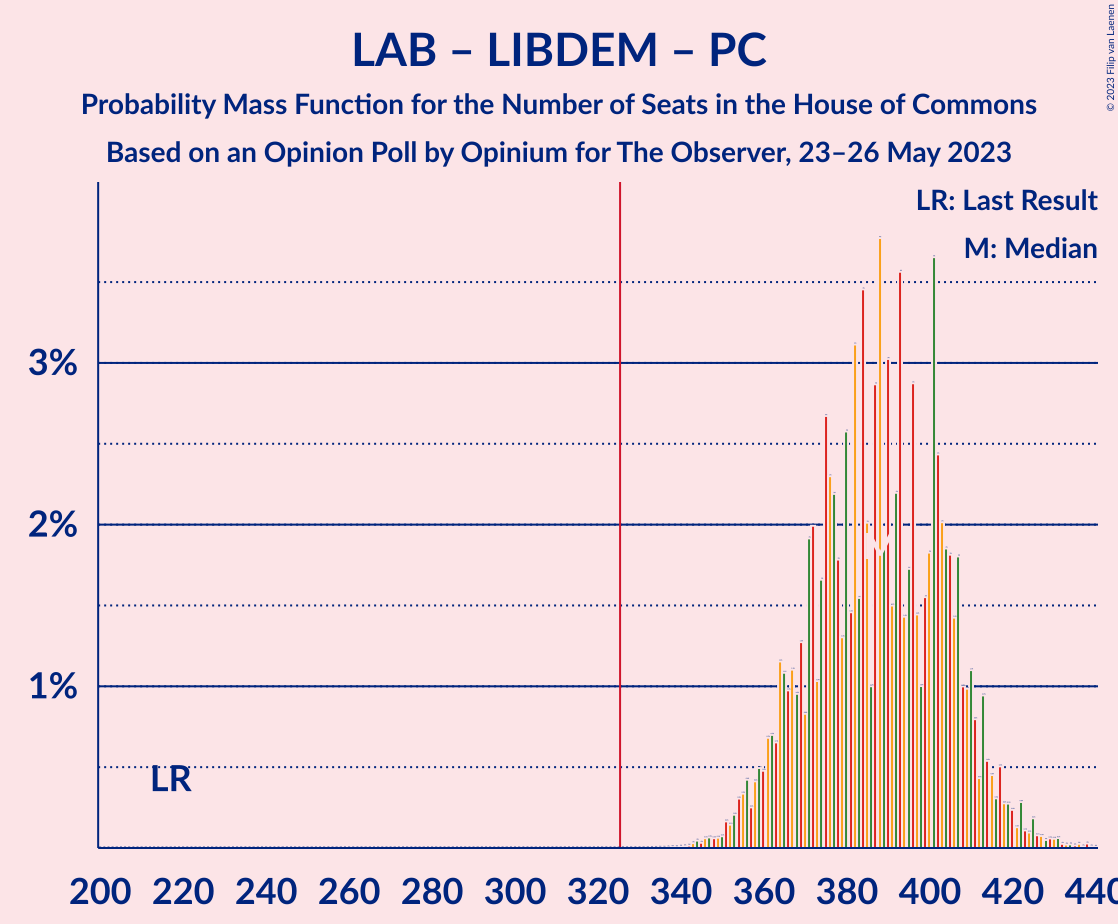 LAB – LIBDEM – PC
Probability Mass Function for the Number of Seats in the House of Commons
Based on an Opinion Poll by Opinium for The Observer, 23–26 May 2023
© 2023 Filip van Laenen
LR: Last Result
M: Median
3%
2%
1%
LR
200 220 240 260 280 300 320 340 360 380 400 420 440